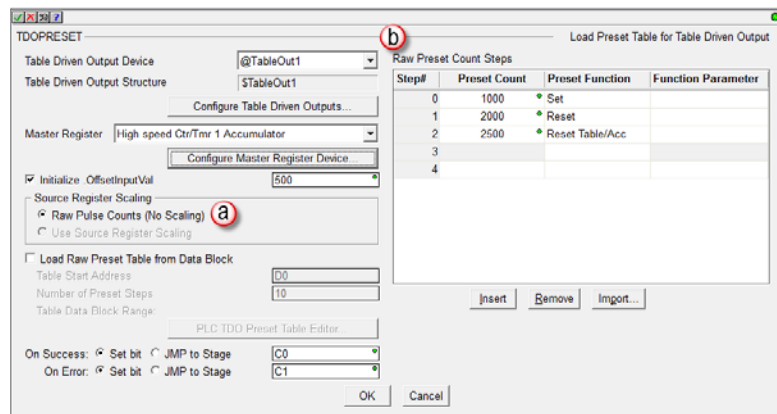 TDOPRESET
Load Preset Table for Table Driven Output
Table Driven Output Device @TableOut1
Table Driven Output Structure $TableOut1
Configure Table Driven Outputs...
Master Register High speed Ctr/Tmr 1 Accumulator
Configure Master Register Device...
Initialize .OffsetInputVal 500
Source Register Scaling
Raw Pulse Counts (No Scaling) a
Use Source Register Scaling
Load Raw Preset Table from Data Block
Table Start Address D0
Number of Preset Steps 10
Table Data Block Range:
PLC TDO Preset Table Editor...
On Success: Set bit JMP to Stage C0
On Error: Set bit JMP to Stage C1
b
Raw Preset Count Steps
Step# Preset Count Preset Function Function Parameter
0 1000 Set
1 2000 Reset
2 2500 Reset Table/Acc
3
4
Insert Remove Import...
OK Cancel